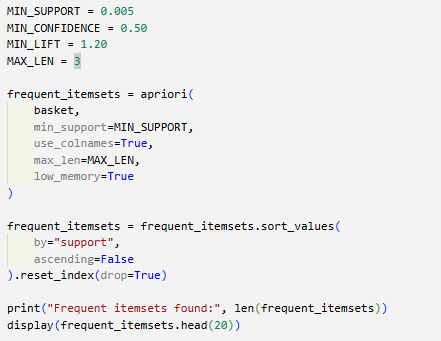 MIN_SUPPORT = 0.005
MIN_CONFIDENCE = 0.50
MIN_LIFT = 1.20
MAX_LEN = 3

frequent_itemsets = apriori(
    basket,
    min_support=MIN_SUPPORT,
    use_colnames=True,
    max_len=MAX_LEN,
    low_memory=True
)

frequent_itemsets = frequent_itemsets.sort_values(
    by="support",
    ascending=False
).reset_index(drop=True)

print("Frequent itemsets found:", len(frequent_itemsets))
display(frequent_itemsets.head(20))